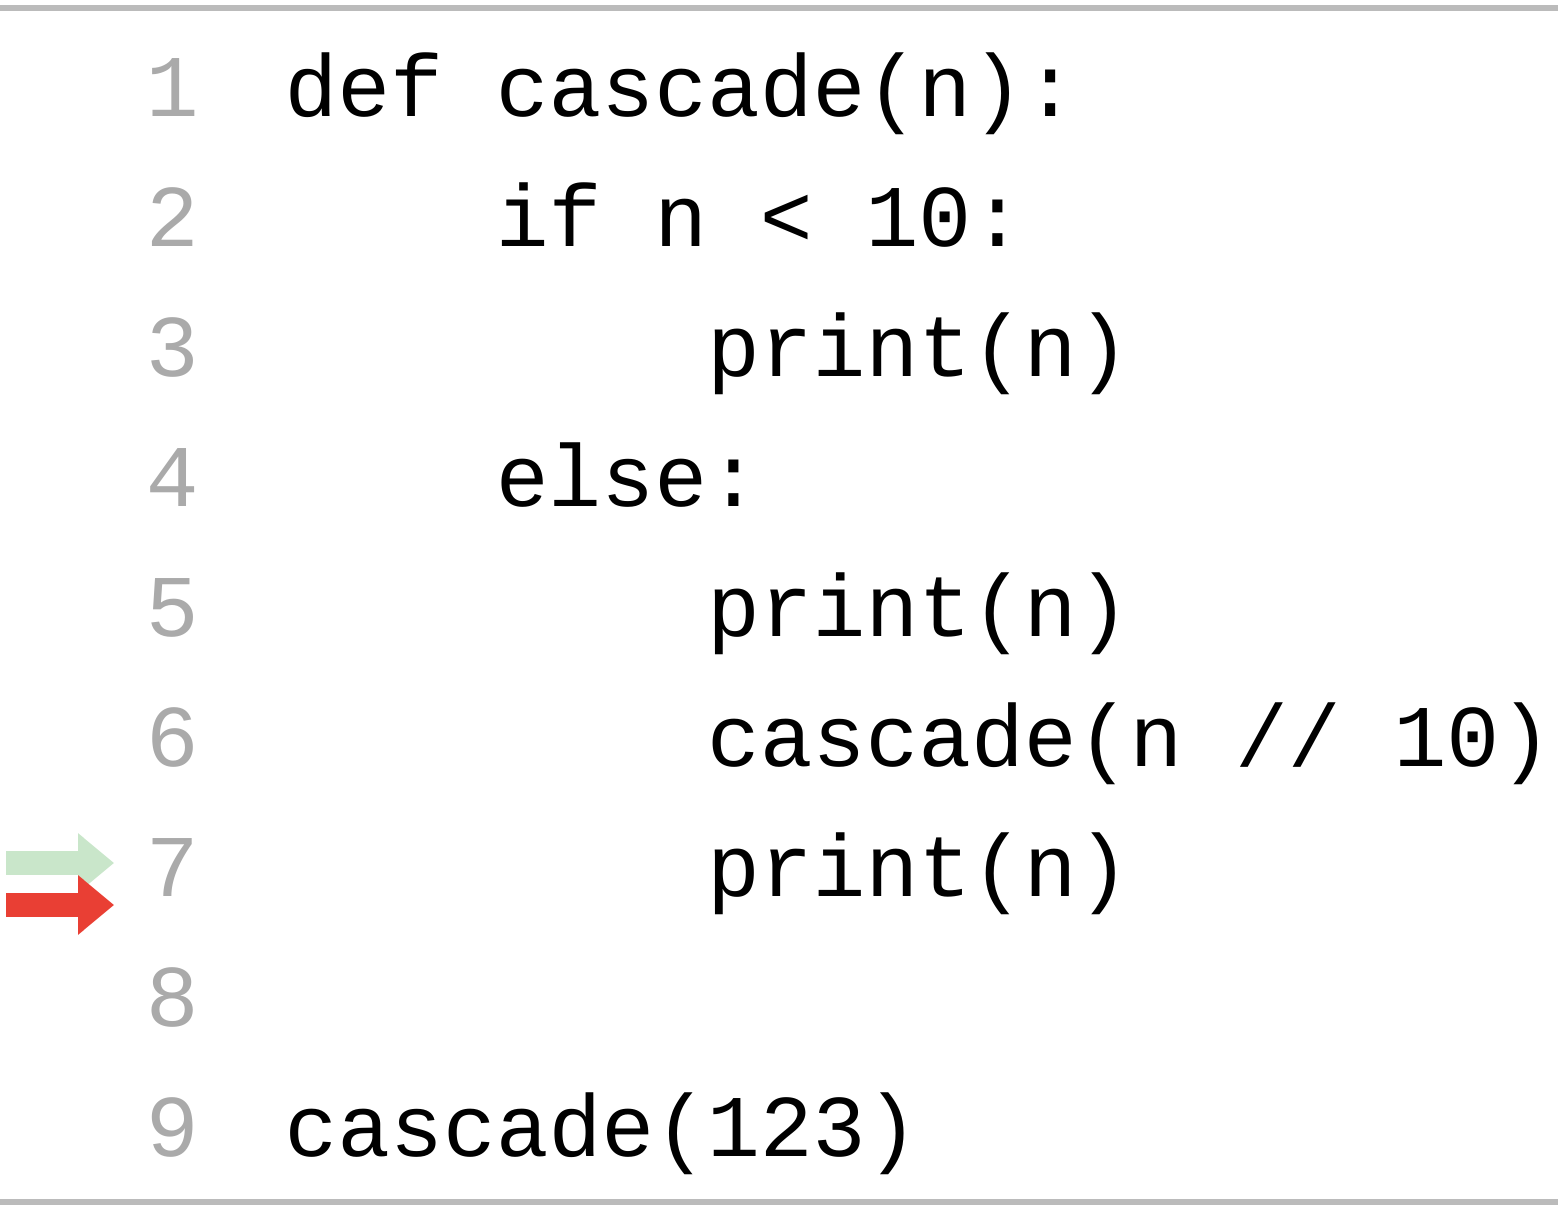 1 def cascade(n):
2     if n < 10:
3         print(n)
4     else:
5         print(n)
6         cascade(n // 10)
7         print(n)
8
9 cascade(123)